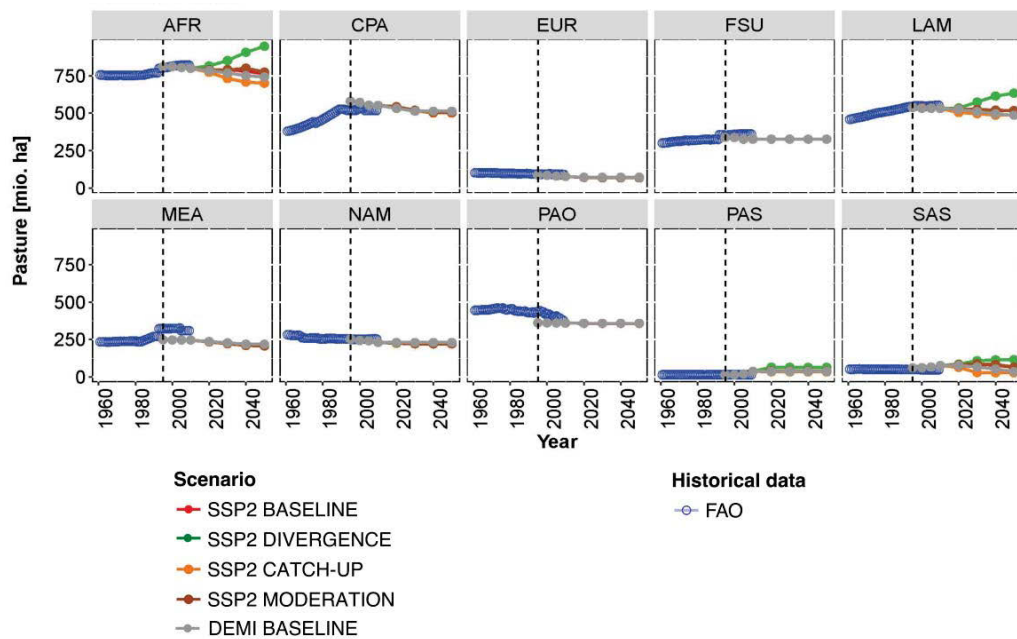 AFR CPA EUR FSU LAM
Pasture [mio. ha]
750
500
250
0
MEA NAM PAO PAS SAS
750
500
250
0
1960 1980 2000 2020 2040 1960 1980 2000 2020 2040 1960 1980 2000 2020 2040 1960 1980 2000 2020 2040 1960 1980 2000 2020 2040
Year
Scenario
SSP2 BASELINE
SSP2 DIVERGENCE
SSP2 CATCH-UP
SSP2 MODERATION
DEMI BASELINE
Historical data
FAO